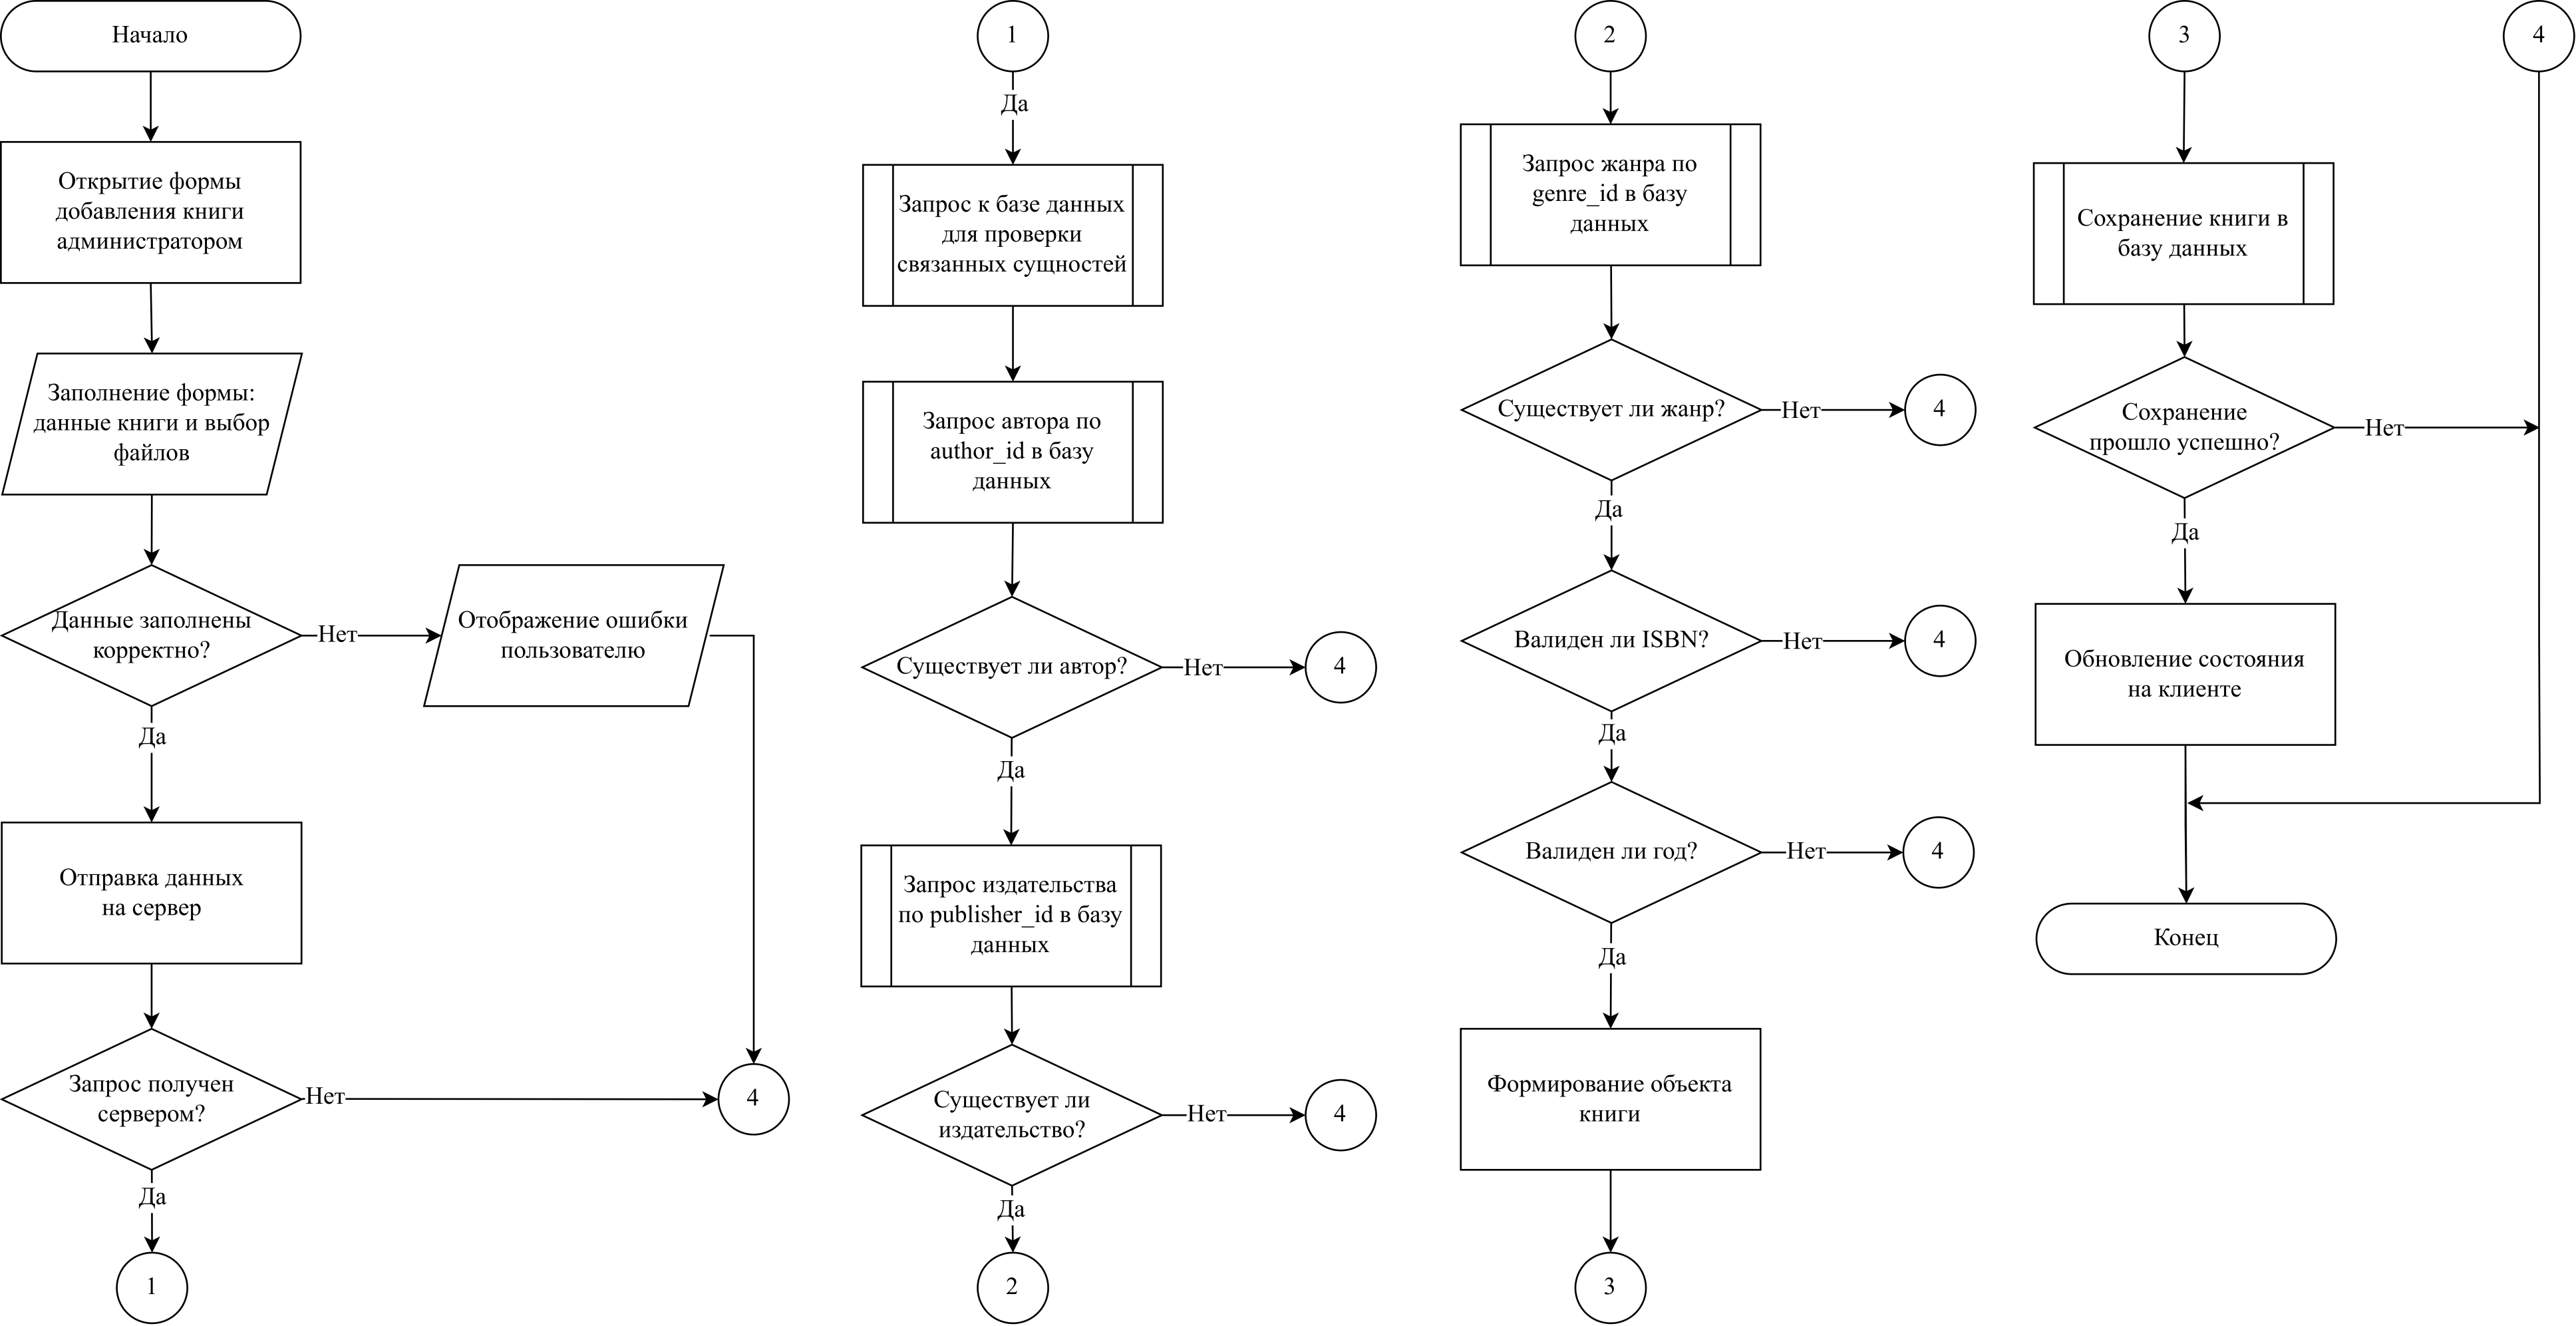 Начало
Открытие формы
добавления книги
администратором
Заполнение формы:
данные книги и выбор
файлов
Данные заполнены
корректно?
Нет
Отображение ошибки
пользователю
Да
Отправка данных
на сервер
Запрос получен
сервером?
Нет
4
Да
1
1
Да
Запрос к базе данных
для проверки
связанных сущностей
Запрос автора по
author_id в базу
данных
Существует ли автор?
Нет
4
Да
Запрос издательства
по publisher_id в базу
данных
Существует ли
издательство?
Нет
4
Да
2
2
Запрос жанра по
genre_id в базу
данных
Существует ли жанр?
Нет
4
Да
Валиден ли ISBN?
Нет
4
Да
Валиден ли год?
Нет
4
Да
Формирование объекта
книги
3
3
Сохранение книги в
базу данных
Сохранение
прошло успешно?
Нет
Да
Обновление состояния
на клиенте
Конец
4